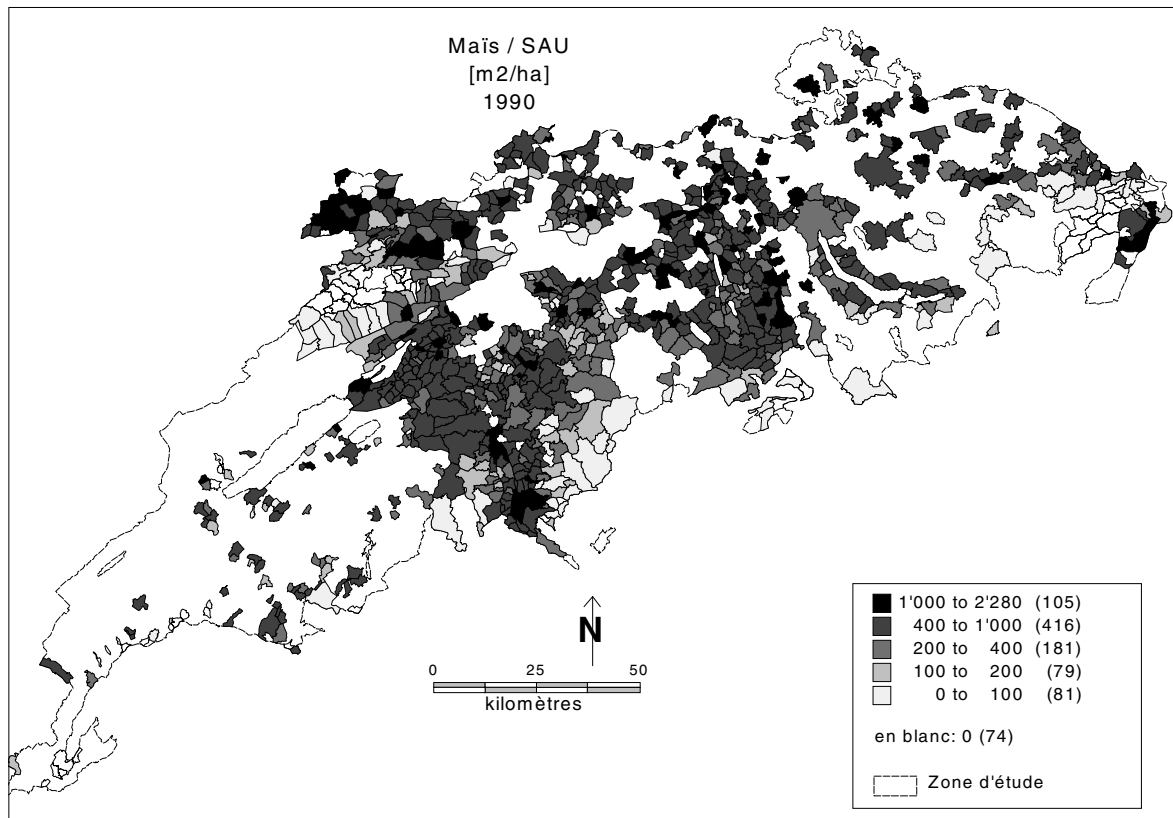 Maïs / SAU
[m2/ha]
1990
N
0 25 50
kilomètres
1'000 to 2'280 (105)
400 to 1'000 (416)
200 to 400 (181)
100 to 200 (79)
0 to 100 (81)
en blanc: 0 (74)
Zone d'étude